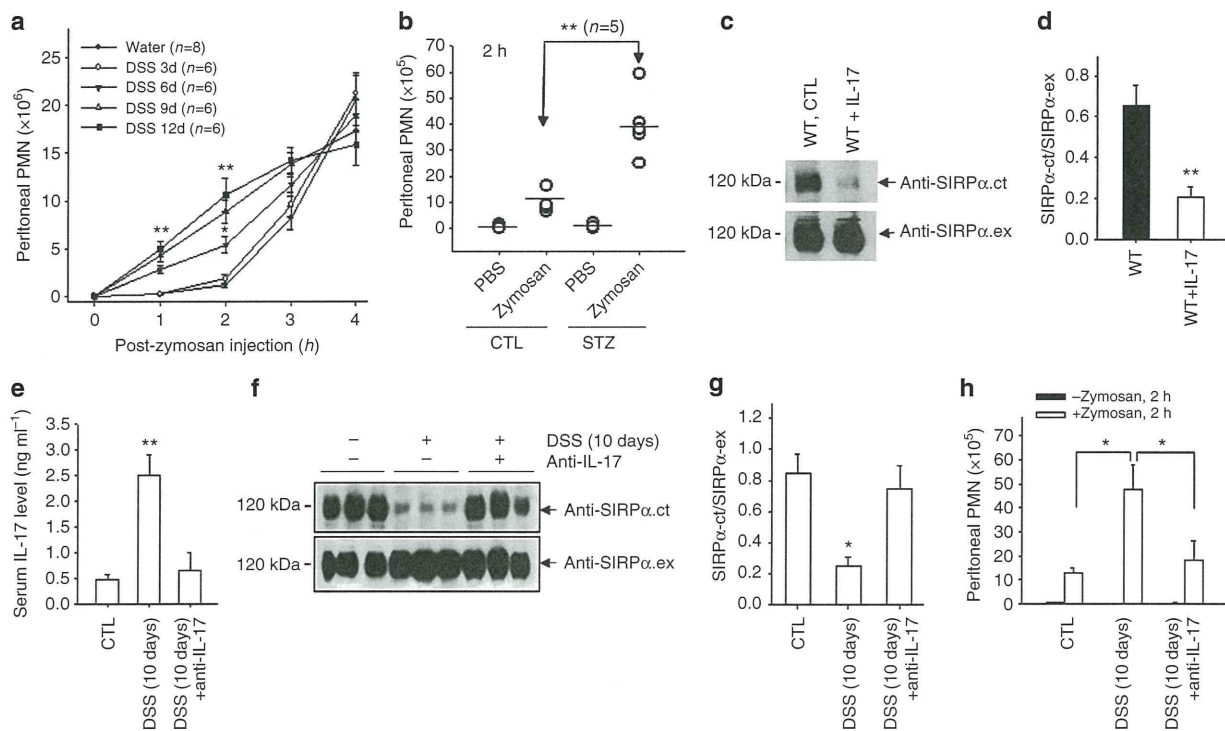 a
Water (n=8)
DSS 3d (n=6)
DSS 6d (n=6)
DSS 9d (n=6)
DSS 12d (n=6)
Peritoneal PMN (×10⁶)
25
20
15
10
5
0
**
**
*
0 1 2 3 4
Post-zymosan injection (h)
b
2 h
** (n=5)
Peritoneal PMN (×10⁵)
70
60
50
40
30
20
10
0
PBS
Zymosan
PBS
Zymosan
CTL
STZ
c
WT, CTL
WT + IL-17
120 kDa
Anti-SIRPα.ct
120 kDa
Anti-SIRPα.ex
d
SIRPα-ct/SIRPα-ex
0.8
0.6
0.4
0.2
0.0
**
WT
WT+IL-17
e
Serum IL-17 level (ng ml⁻¹)
3.5
3.0
2.5
2.0
1.5
1.0
0.5
0.0
**
CTL
DSS (10 days)
DSS (10 days)
+anti-IL-17
f
– + + DSS (10 days)
– – + Anti-IL-17
120 kDa
Anti-SIRPα.ct
120 kDa
Anti-SIRPα.ex
g
SIRPα-ct/SIRPα-ex
1.2
1.0
0.8
0.6
0.4
0.2
0.0
*
CTL
DSS (10 days)
DSS (10 days)
+anti-IL-17
h
–Zymosan, 2 h
+Zymosan, 2 h
Peritoneal PMN (×10⁵)
70
60
50
40
30
20
10
0
* *
CTL
DSS (10 days)
DSS (10 days)
+anti-IL-17